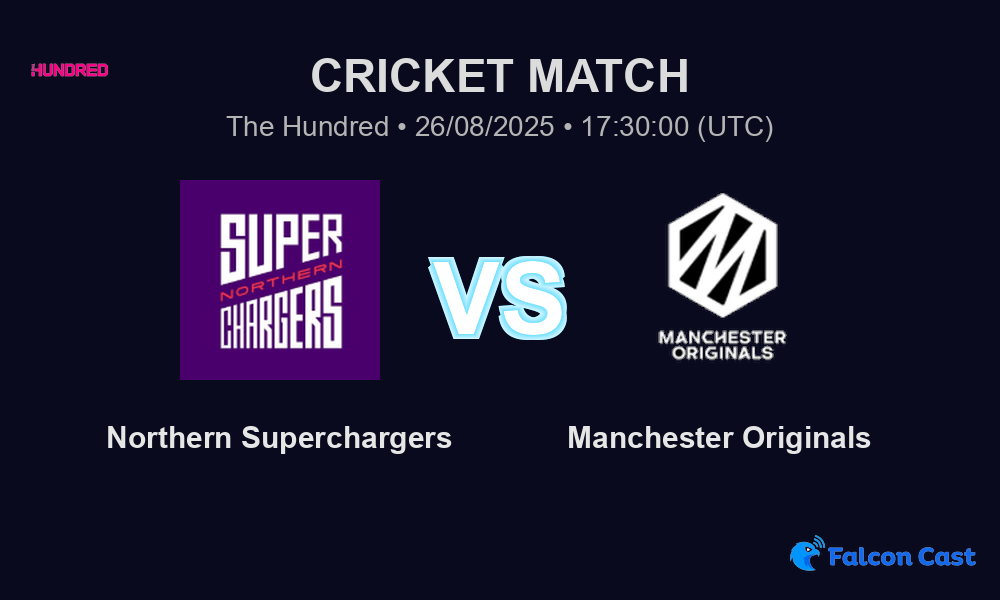 HUNDRED
CRICKET MATCH
The Hundred • 26/08/2025 • 17:30:00 (UTC)
SUPER
NORTHERN
CHARGERS
VS
M
MANCHESTER
ORIGINALS
Northern Superchargers
Manchester Originals
Falcon Cast